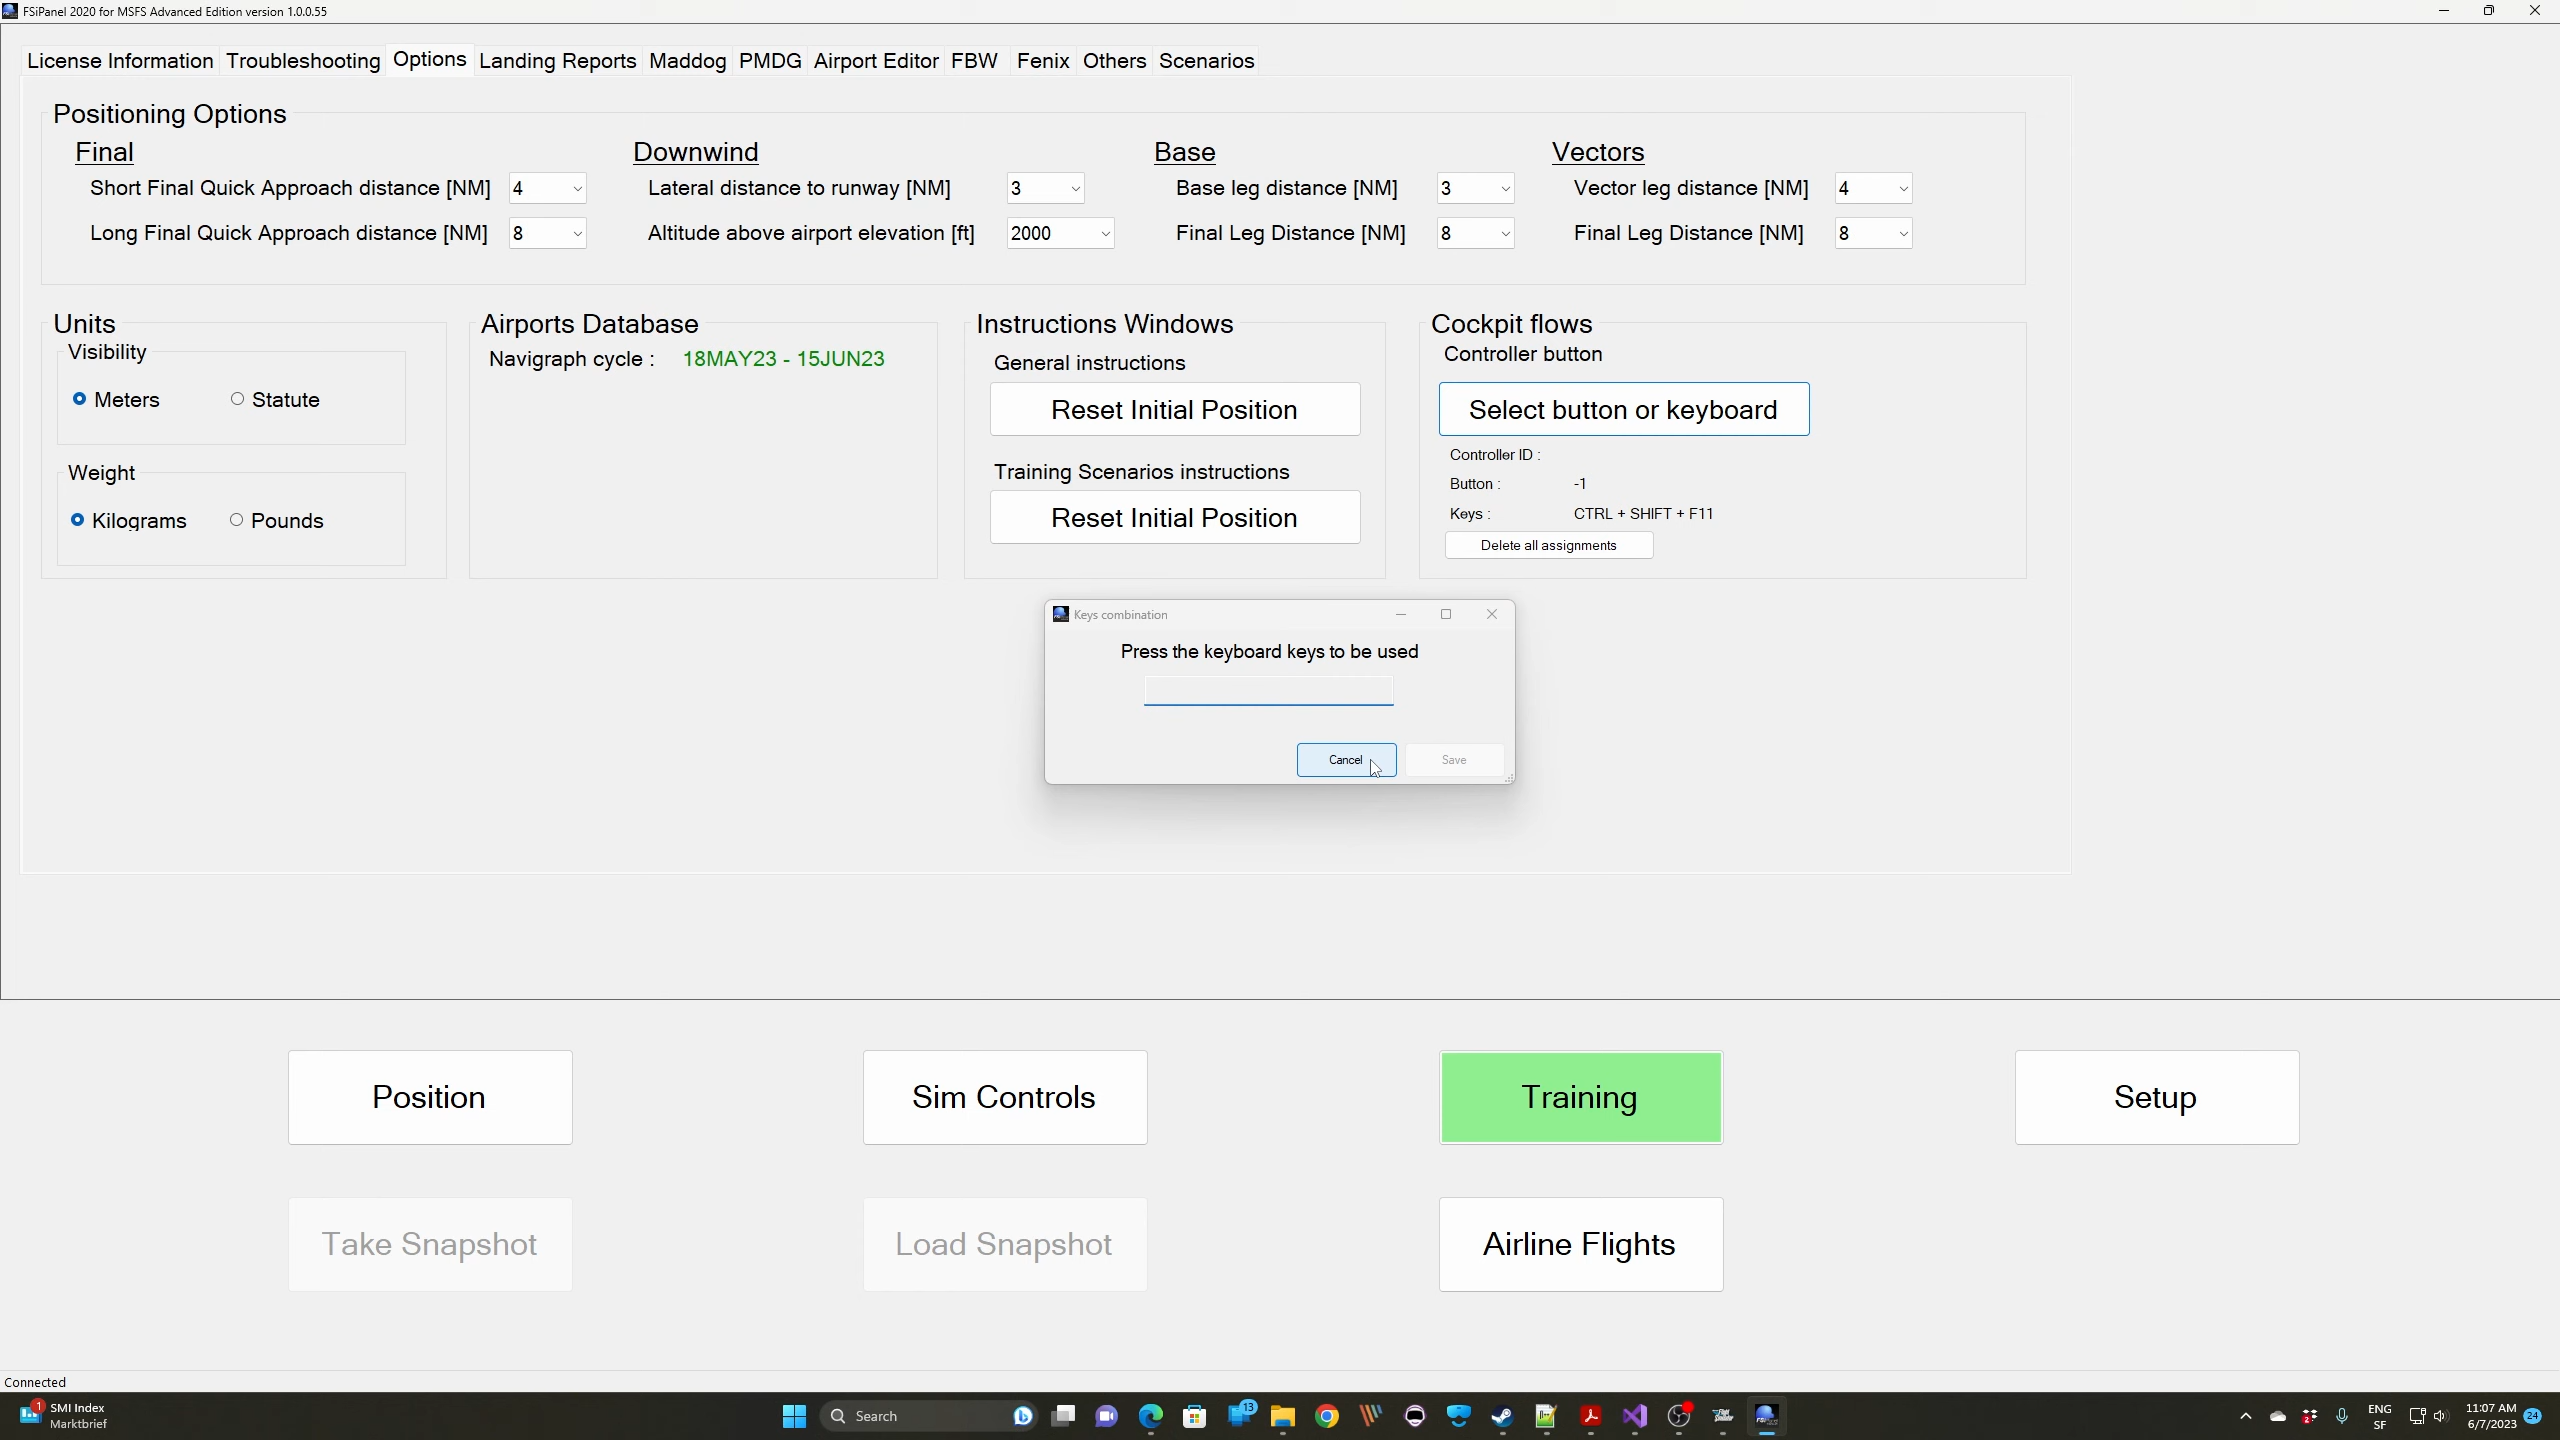 FSiPanel 2020 for MSFS Advanced Edition version 1.0.0.55
License Information Troubleshooting Options Landing Reports Maddog PMDG Airport Editor FBW Fenix Others Scenarios
Positioning Options
Final Downwind Base Vectors
Short Final Quick Approach distance [NM] 4 Lateral distance to runway [NM] 3 Base leg distance [NM] 3 Vector leg distance [NM] 4
Long Final Quick Approach distance [NM] 8 Altitude above airport elevation [ft] 2000 Final Leg Distance [NM] 8 Final Leg Distance [NM] 8
Units
Visibility
Meters Statute
Weight
Kilograms Pounds
Airports Database
Navigraph cycle : 18MAY23 - 15JUN23
Instructions Windows
General instructions
Reset Initial Position
Training Scenarios instructions
Reset Initial Position
Cockpit flows
Controller button
Select button or keyboard
Controller ID :
Button : -1
Keys : CTRL + SHIFT + F11
Delete all assignments
Keys combination
Press the keyboard keys to be used
Cancel Save
Position Sim Controls Training Setup
Take Snapshot Load Snapshot Airline Flights
Connected
1 SMI Index
Marktbrief
Search
13
2
ENG
SF
11:07 AM
6/7/2023
24